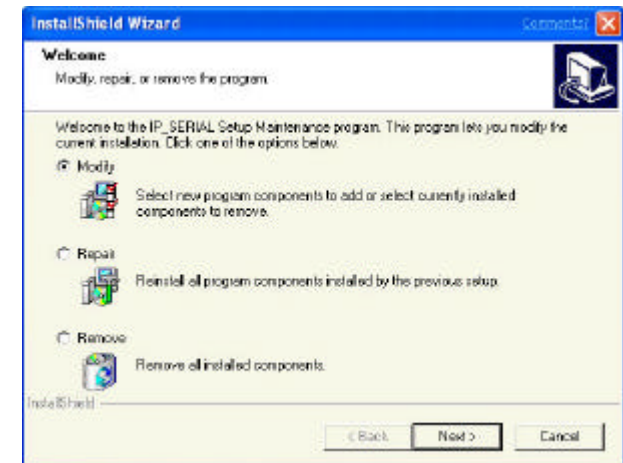 InstallShield Wizard
Comments?
Welcome
Modify, repair, or remove the program.
Welcome to the IP_SERIAL Setup Maintenance program. This program lets you modify the
current installation. Click one of the options below.
Modify
Select new program components to add or select currently installed
components to remove.
Repair
Reinstall all program components installed by the previous setup.
Remove
Remove all installed components.
InstallShield
< Back
Next >
Cancel